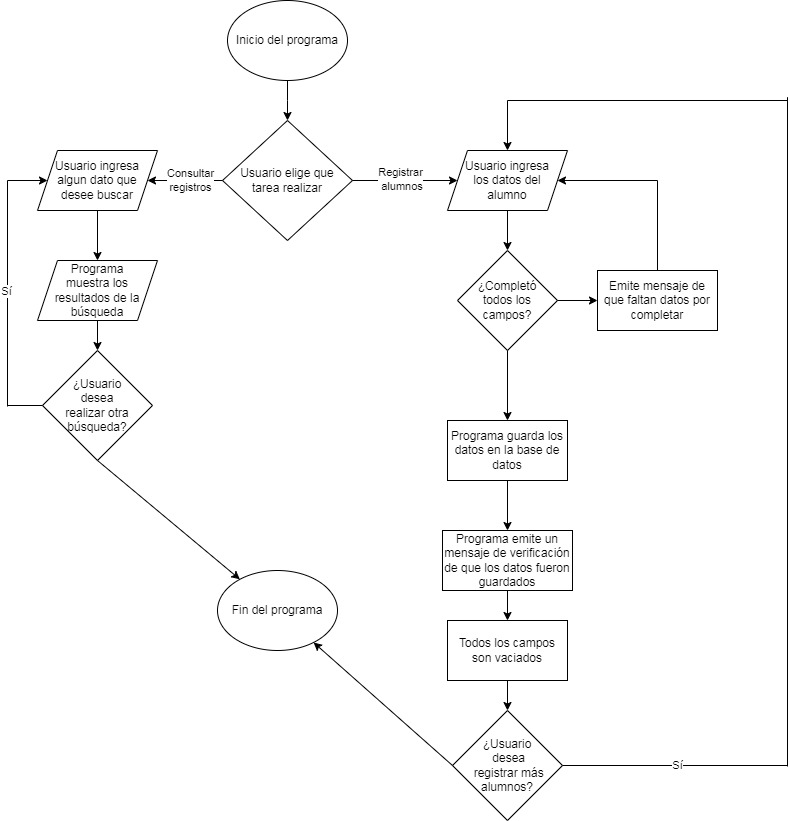 Inicio del programa
Usuario elige que
tarea realizar
Consultar
registros
Registrar
alumnos
Usuario ingresa
algun dato que
desee buscar
Programa
muestra los
resultados de la
búsqueda
Sí
¿Usuario
desea
realizar otra
búsqueda?
Usuario ingresa
los datos del
alumno
¿Completó
todos los
campos?
Emite mensaje de
que faltan datos por
completar
Programa guarda los
datos en la base de
datos
Programa emite un
mensaje de verificación
de que los datos fueron
guardados
Todos los campos
son vaciados
¿Usuario
desea
registrar más
alumnos?
Sí
Fin del programa